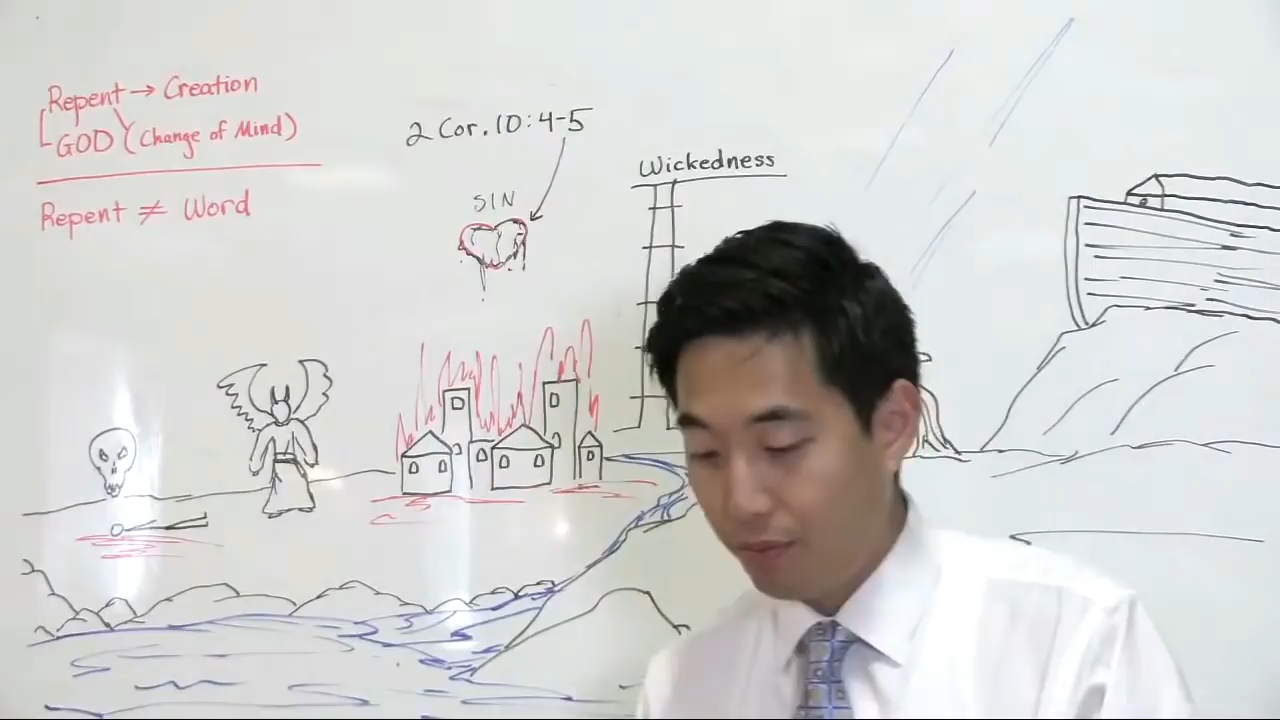 Repent → Creation
GOD (Change of Mind)
Repent ≠ Word
2 Cor. 10:4-5
SIN
Wickedness